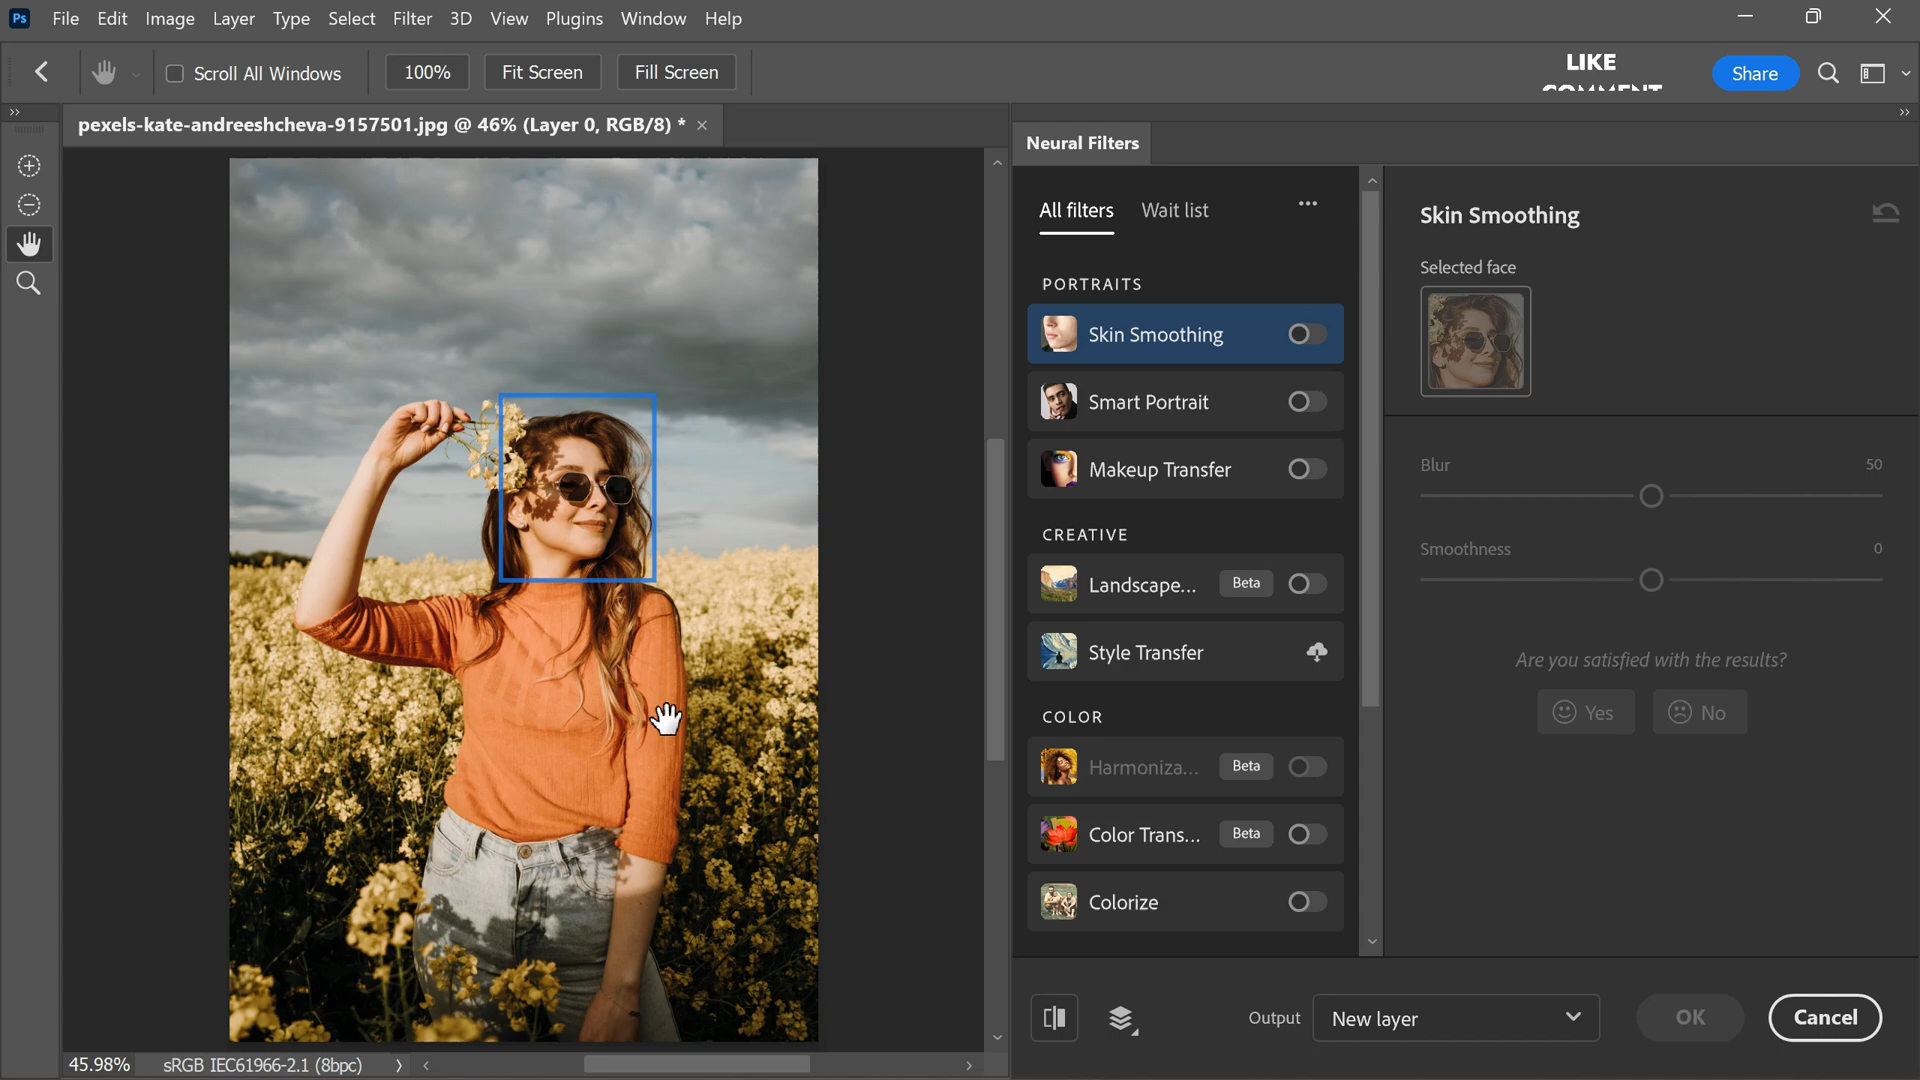 Ps File Edit Image Layer Type Select Filter 3D View Plugins Window Help
Scroll All Windows 100% Fit Screen Fill Screen
LIKE
COMMENT
Share
pexels-kate-andreeshcheva-9157501.jpg @ 46% (Layer 0, RGB/8) *
Neural Filters
All filters Wait list
PORTRAITS
Skin Smoothing
Smart Portrait
Makeup Transfer
CREATIVE
Landscape... Beta
Style Transfer
COLOR
Harmoniza... Beta
Color Trans... Beta
Colorize
Skin Smoothing
Selected face
Blur 50
Smoothness 0
Are you satisfied with the results?
Yes No
Output New layer OK Cancel
45.98% sRGB IEC61966-2.1 (8bpc)